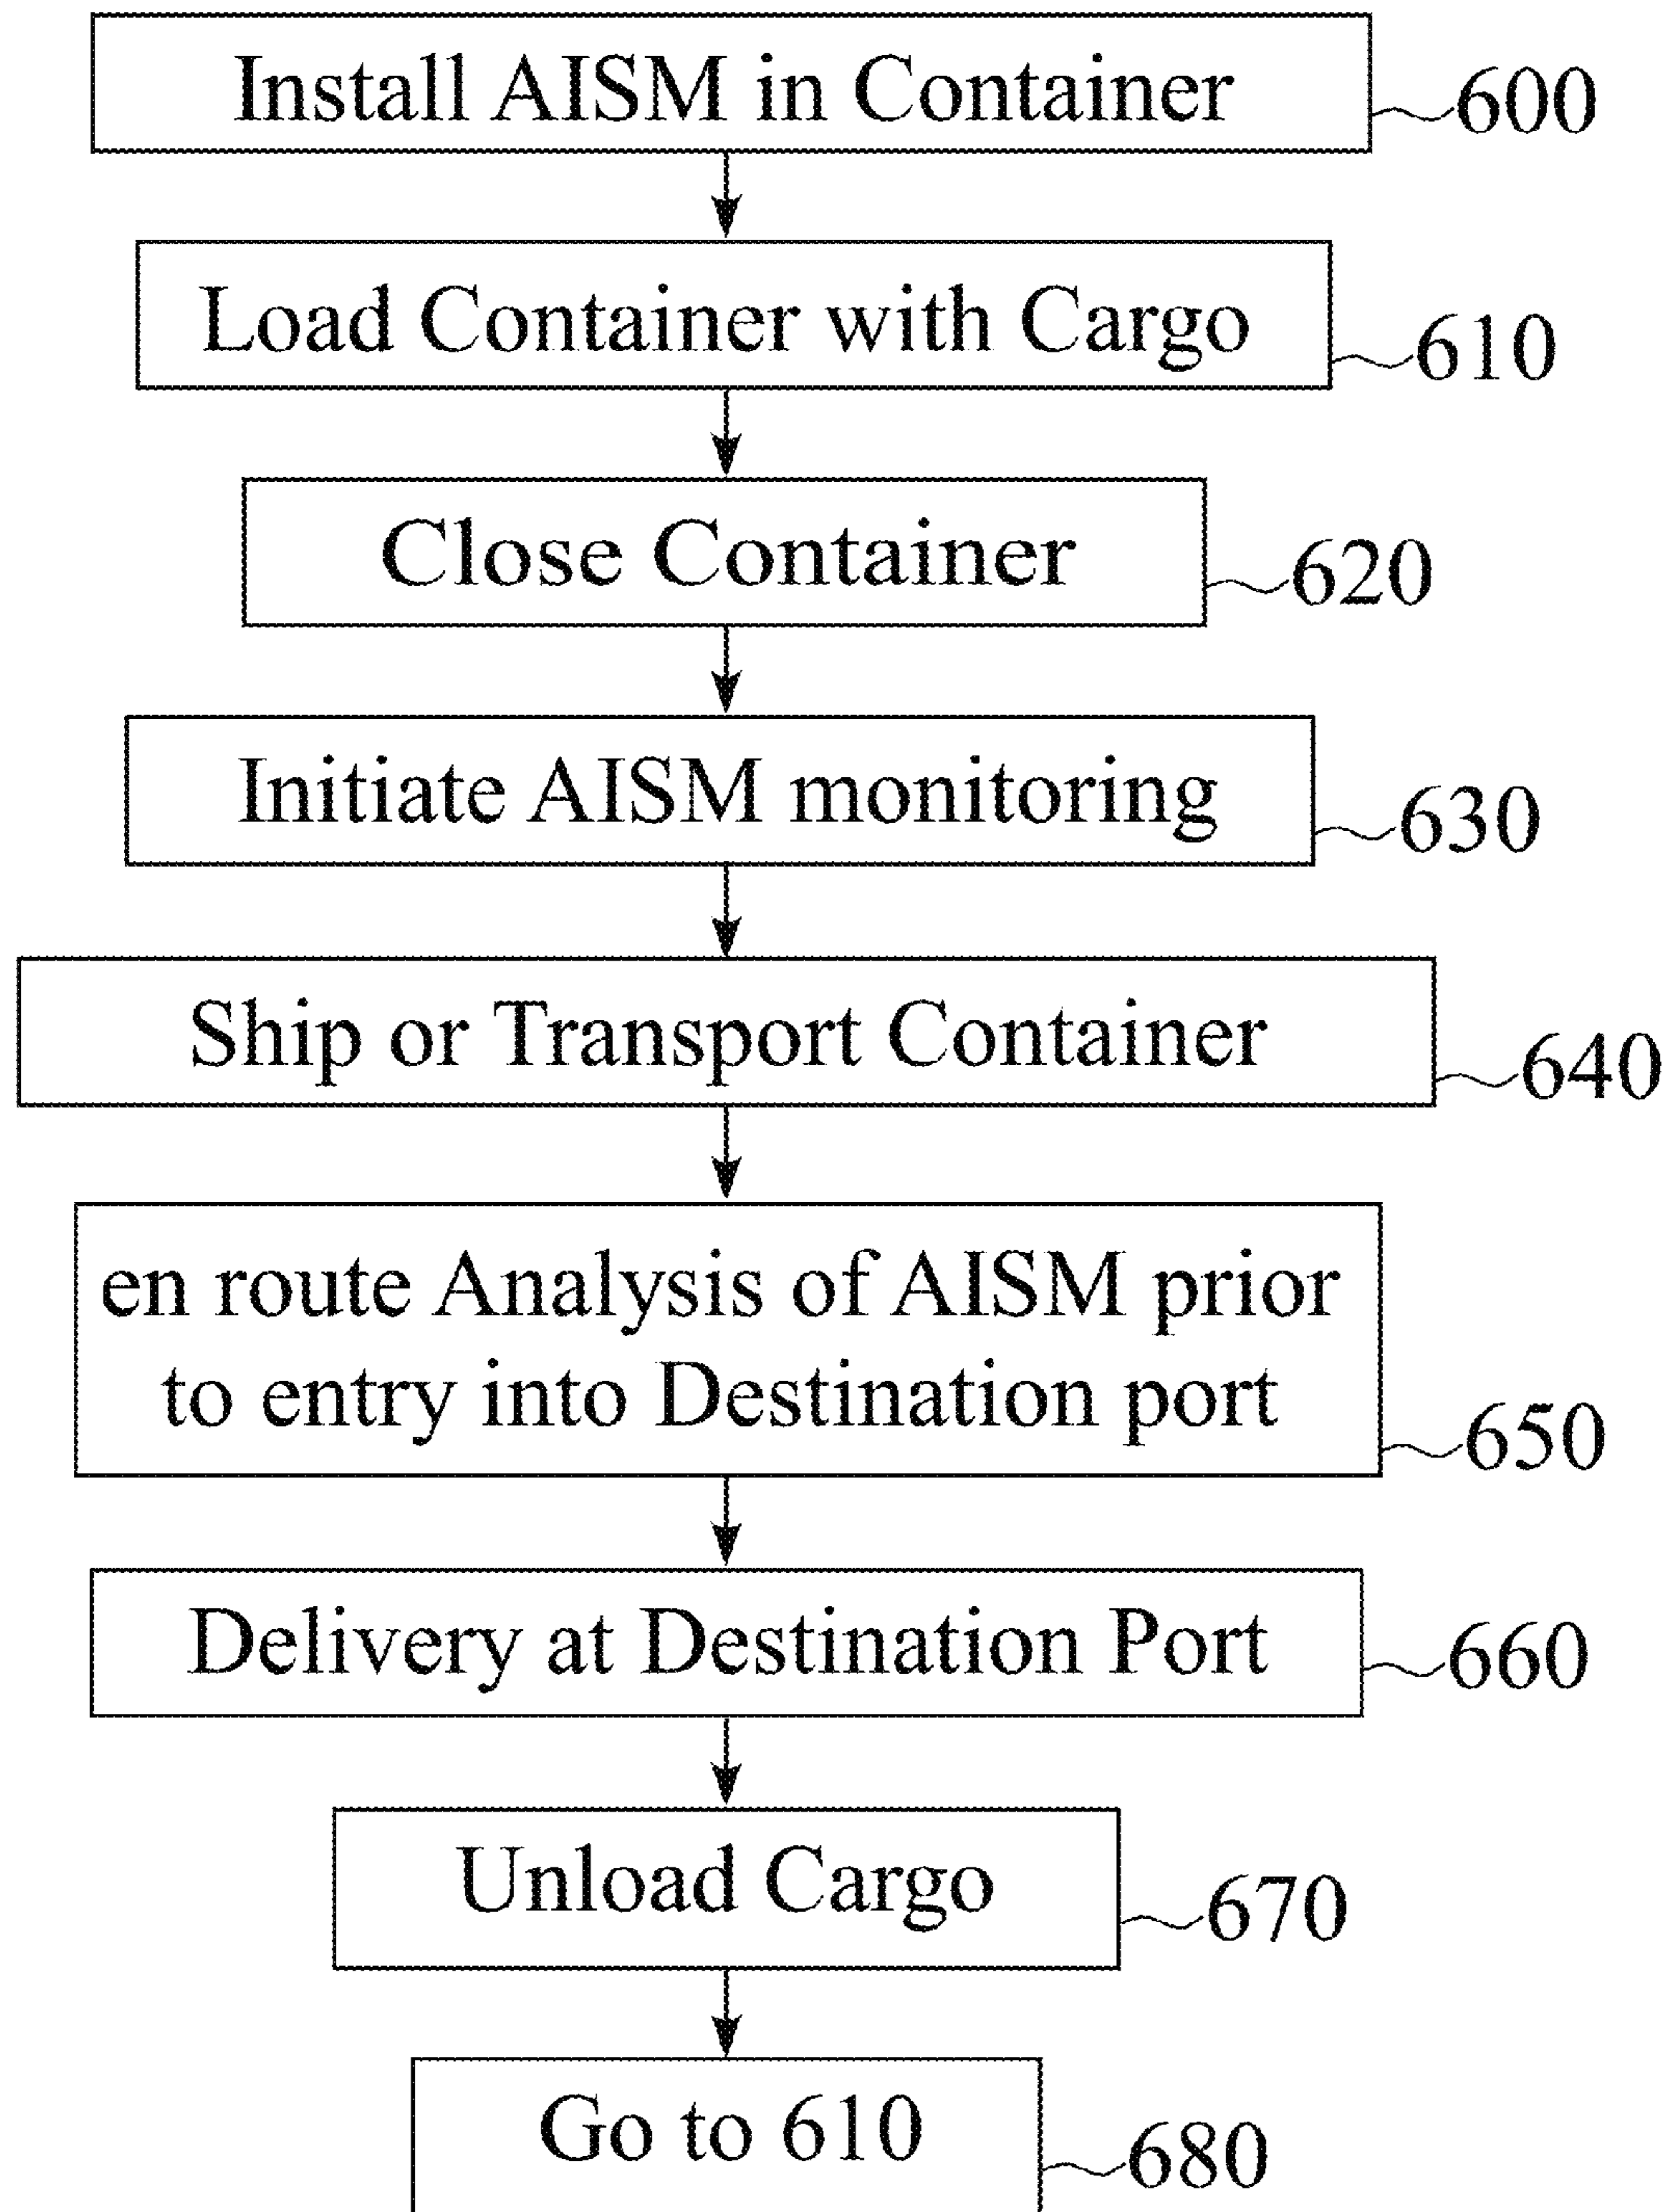 Install AISM in Container
600
Load Container with Cargo
610
Close Container
620
Initiate AISM monitoring
630
Ship or Transport Container
640
en route Analysis of AISM prior
to entry into Destination port
650
Delivery at Destination Port
660
Unload Cargo
670
Go to 610
680